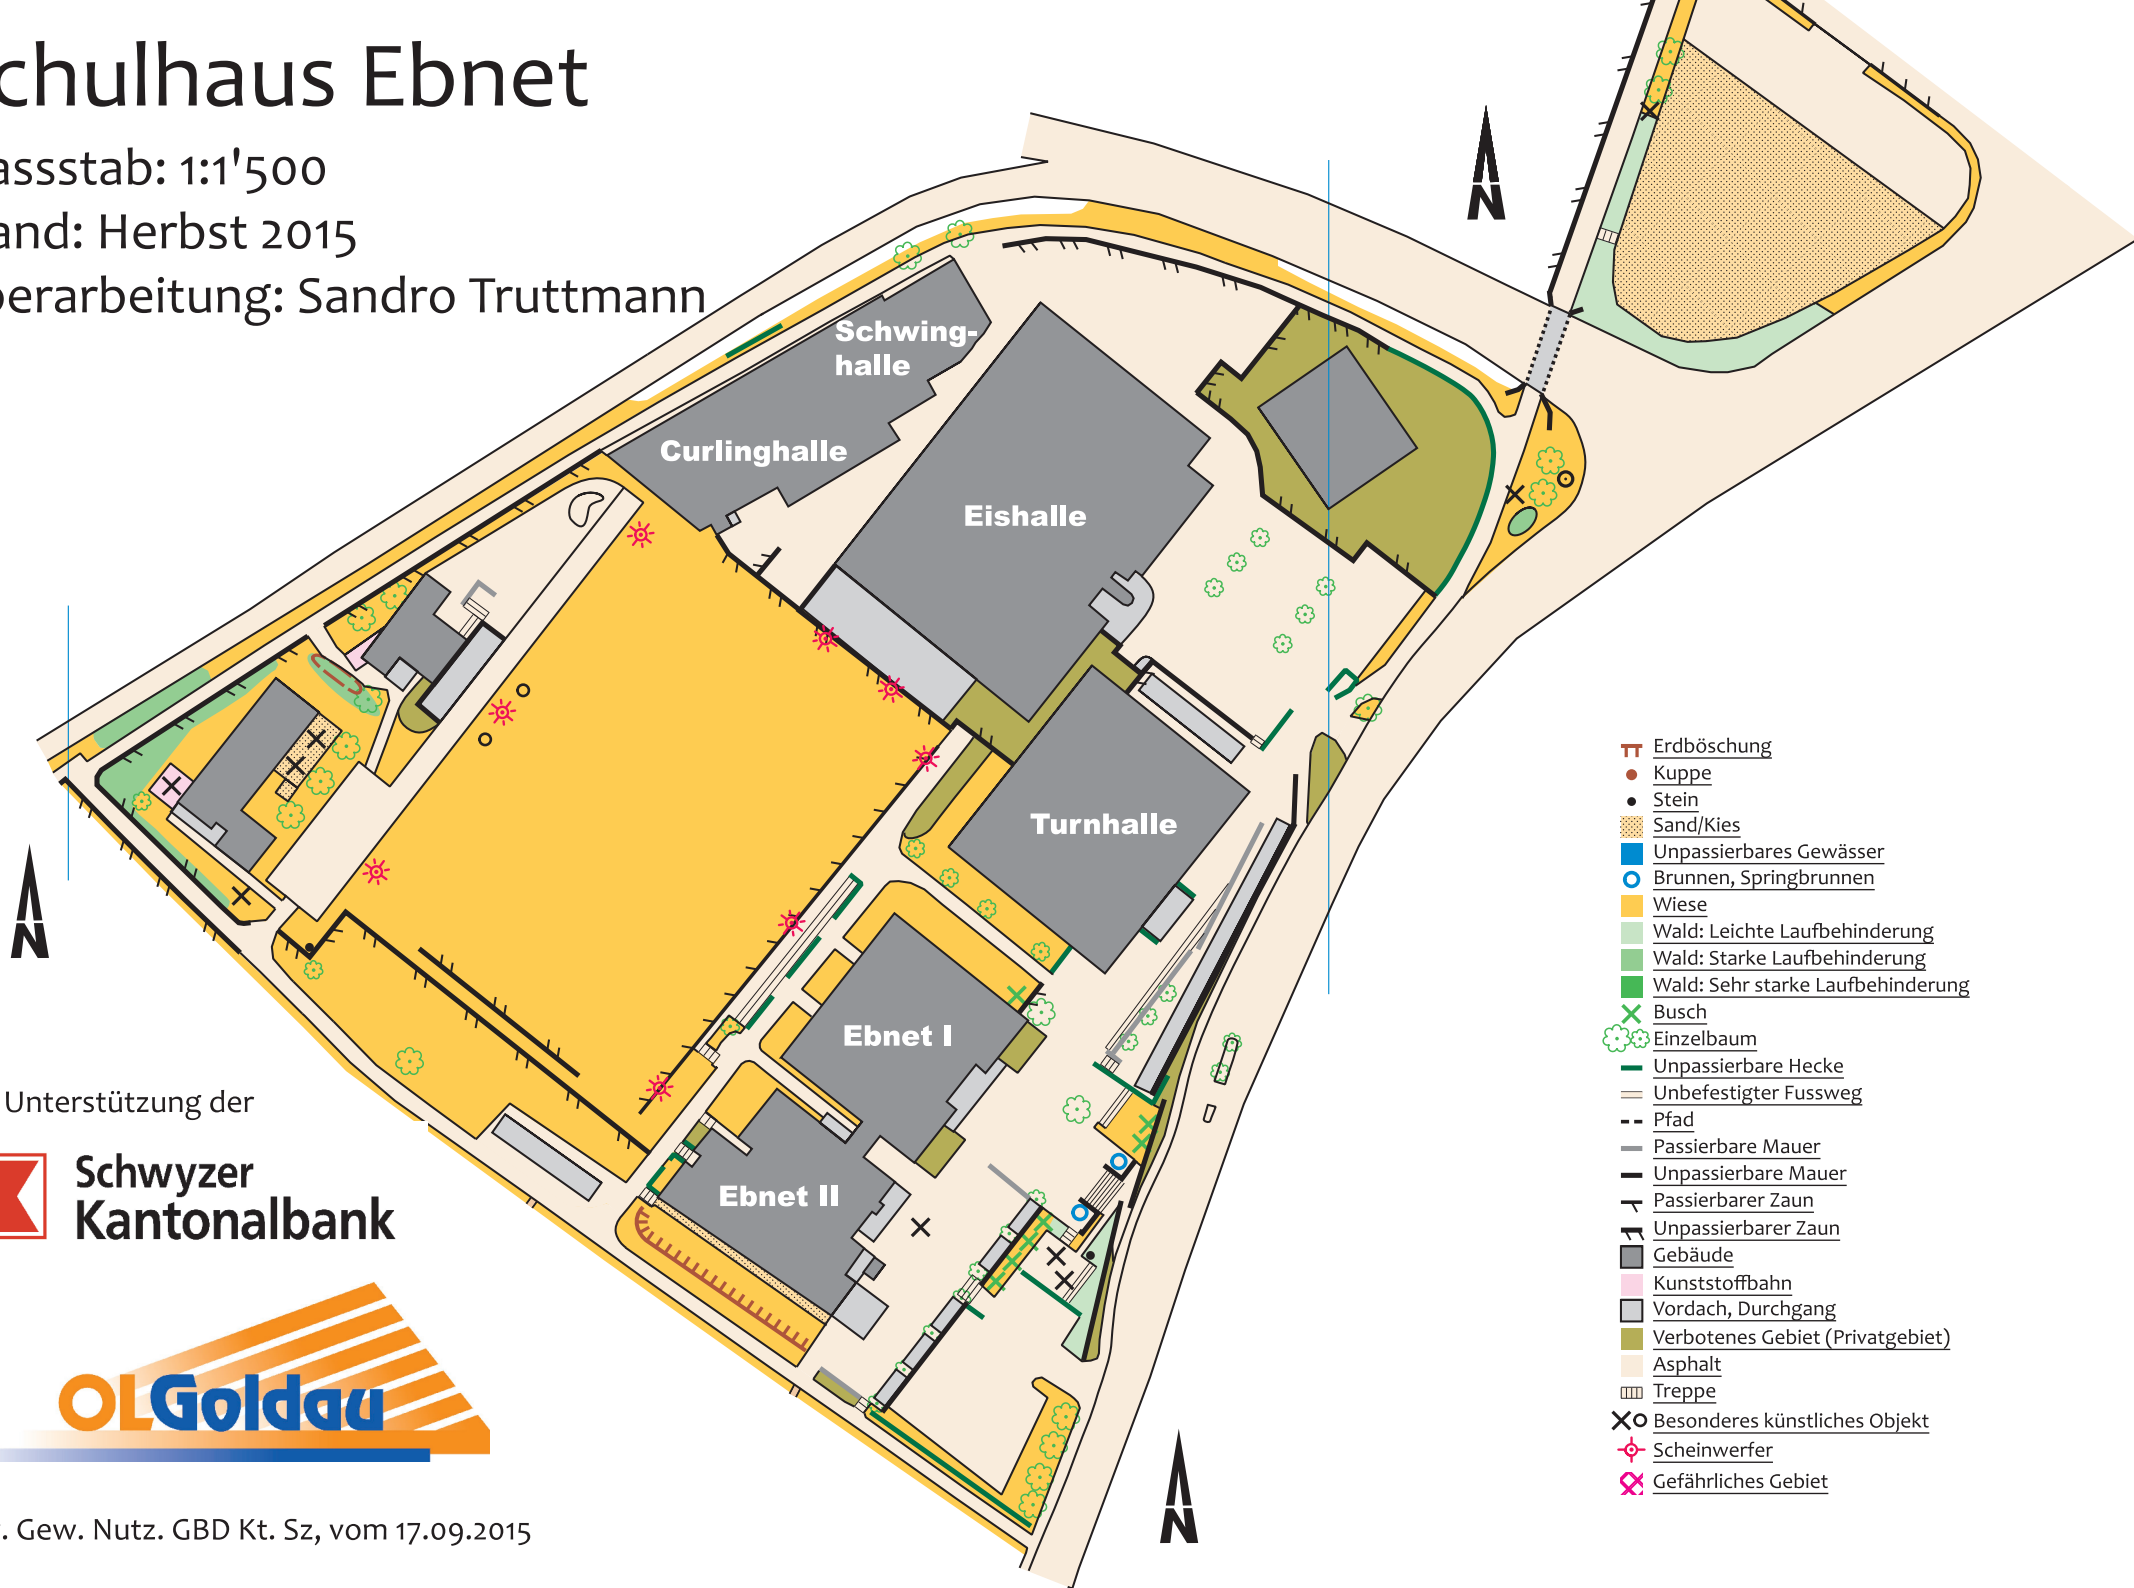 chulhaus Ebnet
assstab: 1:1'500
and: Herbst 2015
berarbeitung: Sandro Truttmann
Schwing-
halle
Curlinghalle
Eishalle
Turnhalle
Ebnet I
Ebnet II
N
N
N
Unterstützung der
Schwyzer
Kantonalbank
OLGoldau
. Gew. Nutz. GBD Kt. Sz, vom 17.09.2015
Erdböschung
Kuppe
Stein
Sand/Kies
Unpassierbares Gewässer
Brunnen, Springbrunnen
Wiese
Wald: Leichte Laufbehinderung
Wald: Starke Laufbehinderung
Wald: Sehr starke Laufbehinderung
Busch
Einzelbaum
Unpassierbare Hecke
Unbefestigter Fussweg
Pfad
Passierbare Mauer
Unpassierbare Mauer
Passierbarer Zaun
Unpassierbarer Zaun
Gebäude
Kunststoffbahn
Vordach, Durchgang
Verbotenes Gebiet (Privatgebiet)
Asphalt
Treppe
Besonderes künstliches Objekt
Scheinwerfer
Gefährliches Gebiet